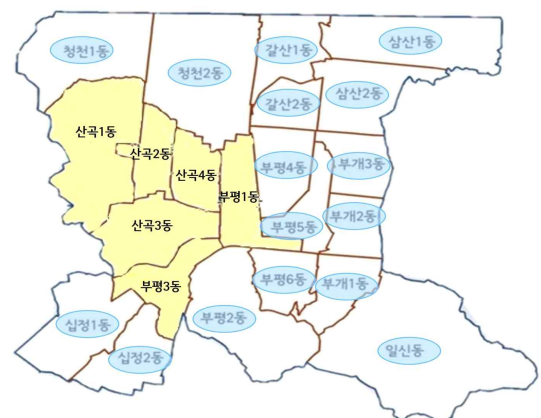 청천1동
갈산1동
삼산1동
청천2동
갈산2동
삼산2동
산곡1동
산곡2동
산곡4동
부평4동
부개3동
부평1동
산곡3동
부평5동
부개2동
부평3동
부평6동
부개1동
십정1동
부평2동
십정2동
일신동